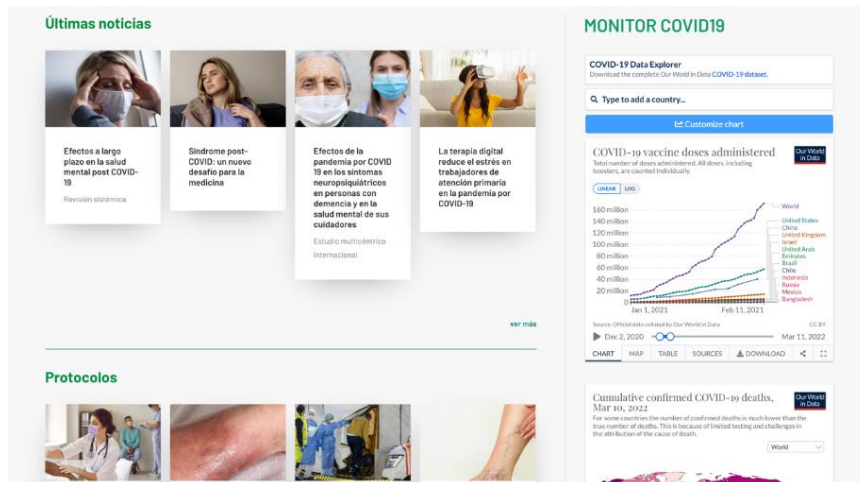 Últimas noticias
Efectos a largo
plazo en la salud
mental post COVID-
19
Revisión sistémica
Síndrome post-
COVID: un nuevo
desafío para la
medicina
Efectos de la
pandemia por COVID
19 en los síntomas
neuropsiquiátricos
en personas con
demencia y en la
salud mental de sus
cuidadores
Estudio multicéntrico
internacional
La terapia digital
reduce el estrés en
trabajadores de
atención primaria
en la pandemia por
COVID-19
ver más
Protocolos
MONITOR COVID19
COVID-19 Data Explorer
Download the complete Our World in Data COVID-19 dataset.
Type to add a country...
Customize chart
COVID-19 vaccine doses administered
Our World
in Data
Total number of doses administered. All doses, including
boosters, are counted individually.
LINEAR LOG
160 million
140 million
120 million
100 million
80 million
60 million
40 million
20 million
0
Jan 1, 2021 Feb 11, 2021
World
United States
China
United Kingdom
Israel
United Arab
Emirates
Brazil
Chile
Indonesia
Russia
Mexico
Bangladesh
Source: Official data collated by Our World in Data CC BY
Dec 2, 2020 Mar 11, 2022
CHART MAP TABLE SOURCES DOWNLOAD
Cumulative confirmed COVID-19 deaths,
Mar 10, 2022
Our World
in Data
For some countries the number of confirmed deaths is much lower than the
true number of deaths. This is because of limited testing and challenges in
the attribution of the cause of death.
World